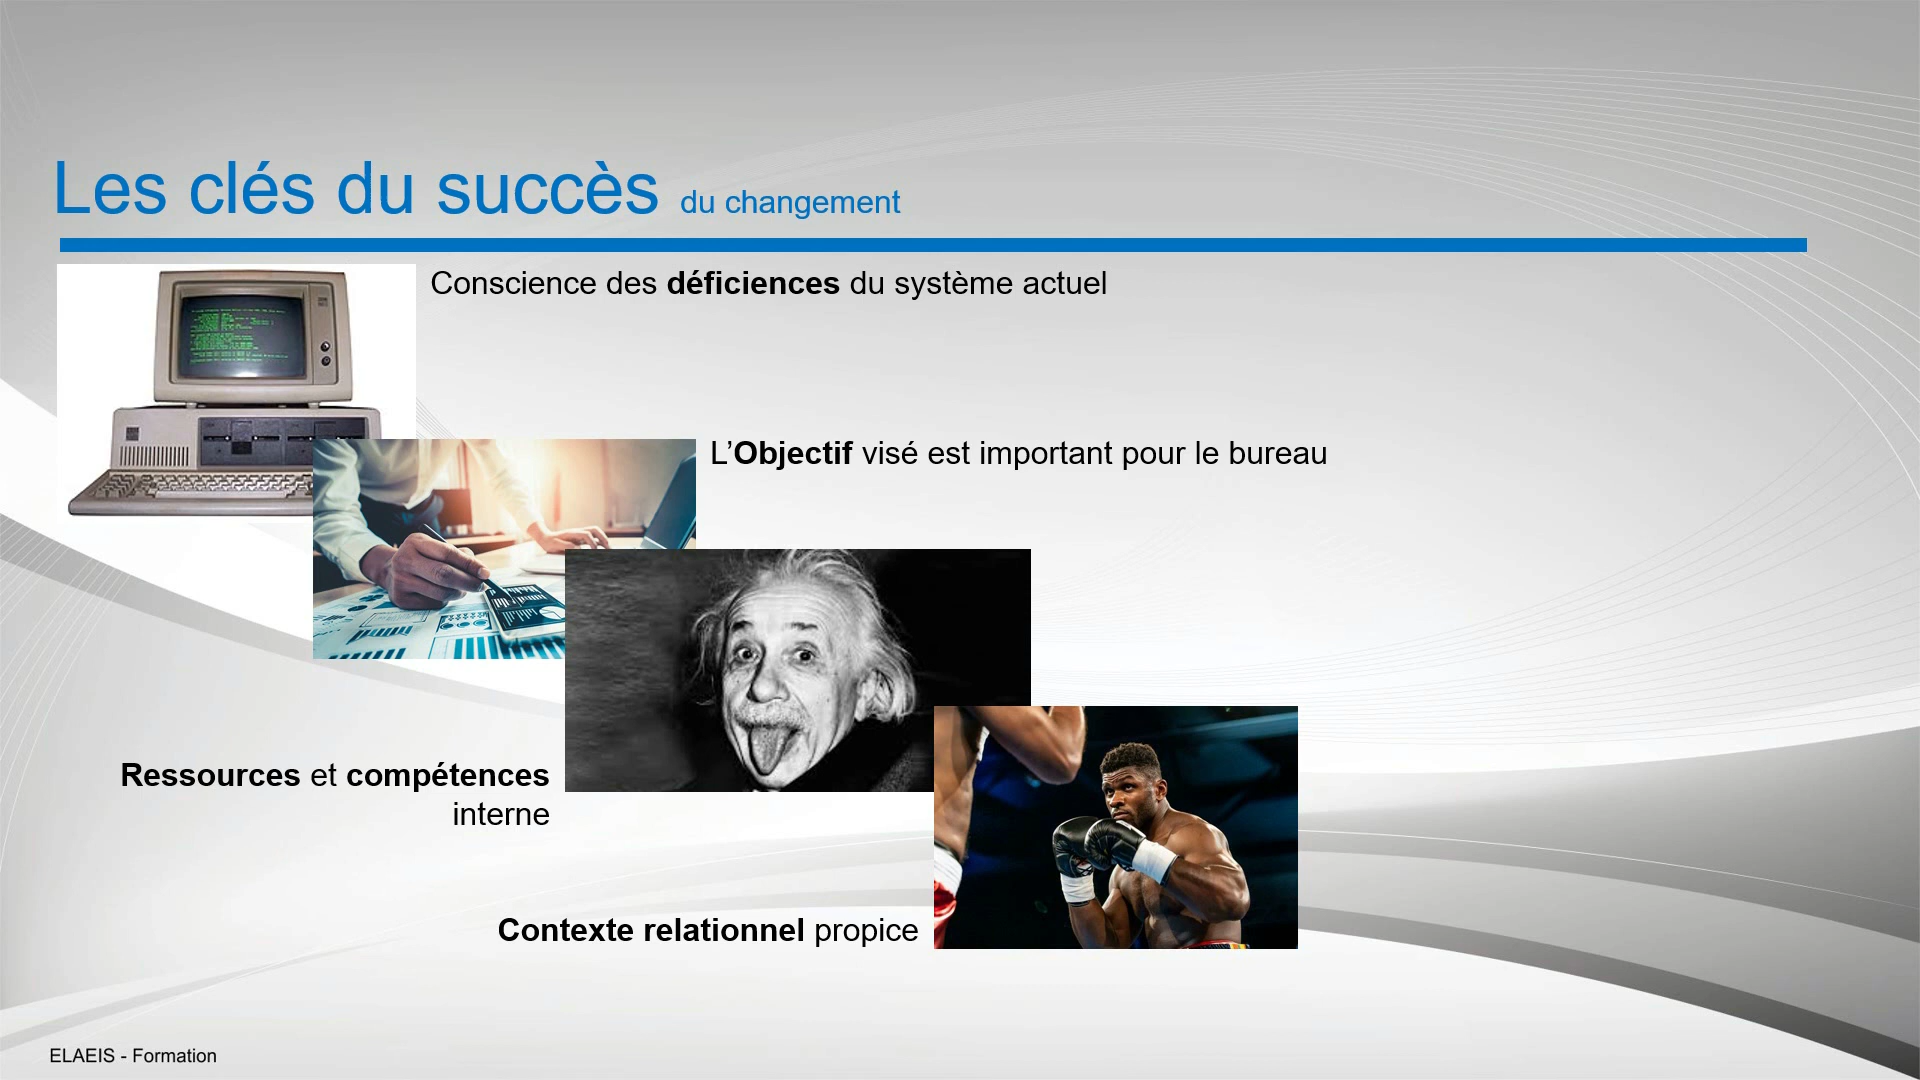 Les clés du succès du changement
Conscience des déficiences du système actuel
L’Objectif visé est important pour le bureau
Ressources et compétences
interne
Contexte relationnel propice
ELAEIS - Formation